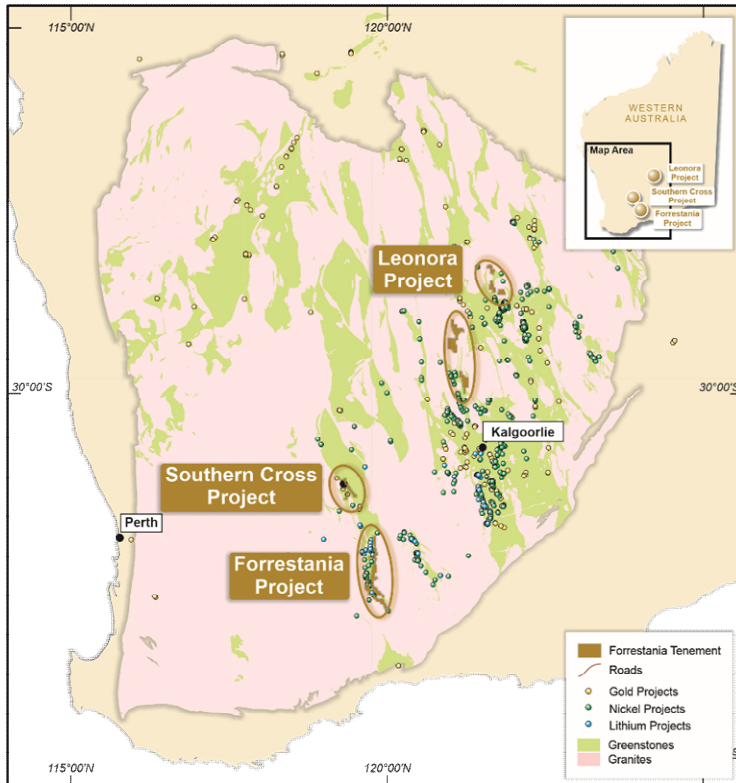 115°00'N
120°00'N
WESTERN
AUSTRALIA
Map Area
Leonora
Project
Southern Cross
Project
Forrestania
Project
Leonora
Project
30°00'S
30°00'S
Kalgoorlie
Southern Cross
Project
Perth
Forrestania
Project
Forrestania Tenement
Roads
Gold Projects
Nickel Projects
Lithium Projects
Greenstones
Granites
115°00'N
120°00'N